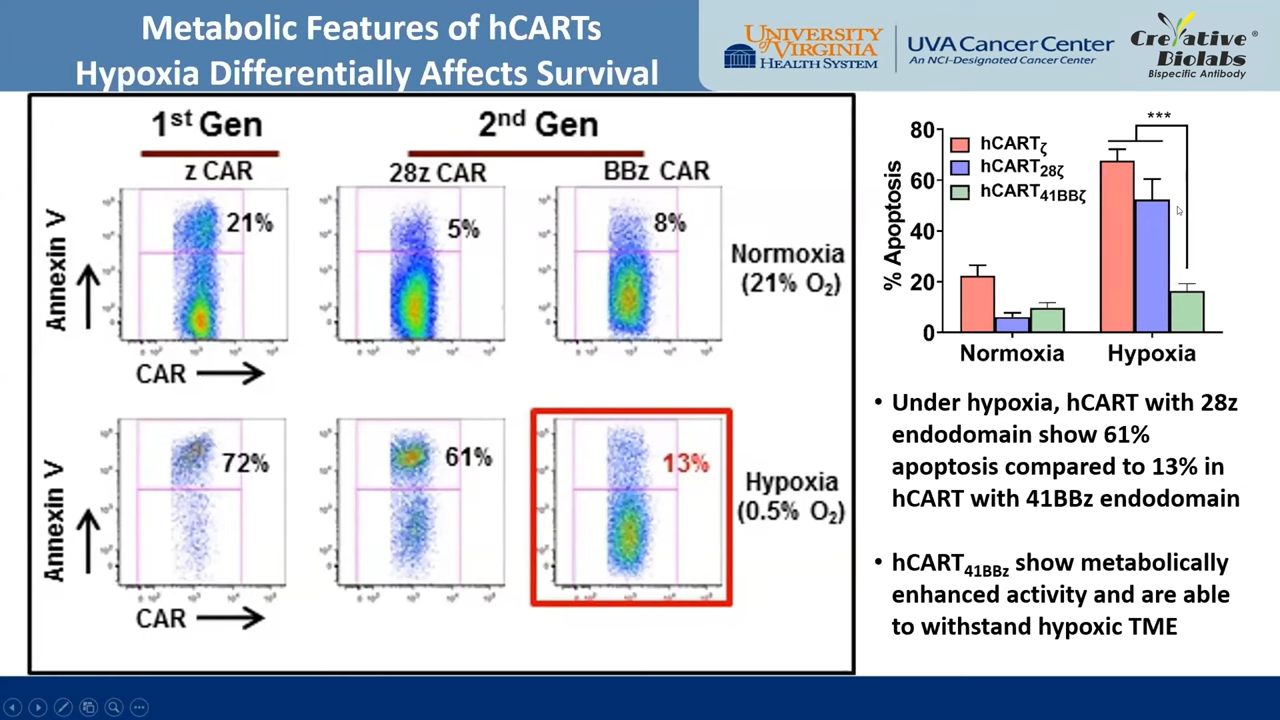 Metabolic Features of hCARTs
Hypoxia Differentially Affects Survival
UNIVERSITY
of VIRGINIA
HEALTH SYSTEM
UVA Cancer Center
An NCI-Designated Cancer Center
Creative ®
Biolabs
Bispecific Antibody
1st Gen
2nd Gen
z CAR
28z CAR
BBz CAR
Annexin V
21%
5%
8%
Normoxia
(21% O2)
CAR
Annexin V
72%
61%
13%
Hypoxia
(0.5% O2)
CAR
***
% Apoptosis
80
60
40
20
0
hCARTζ
hCART28ζ
hCART41BBζ
Normoxia
Hypoxia
• Under hypoxia, hCART with 28z
endodomain show 61%
apoptosis compared to 13% in
hCART with 41BBz endodomain
• hCART41BBz show metabolically
enhanced activity and are able
to withstand hypoxic TME